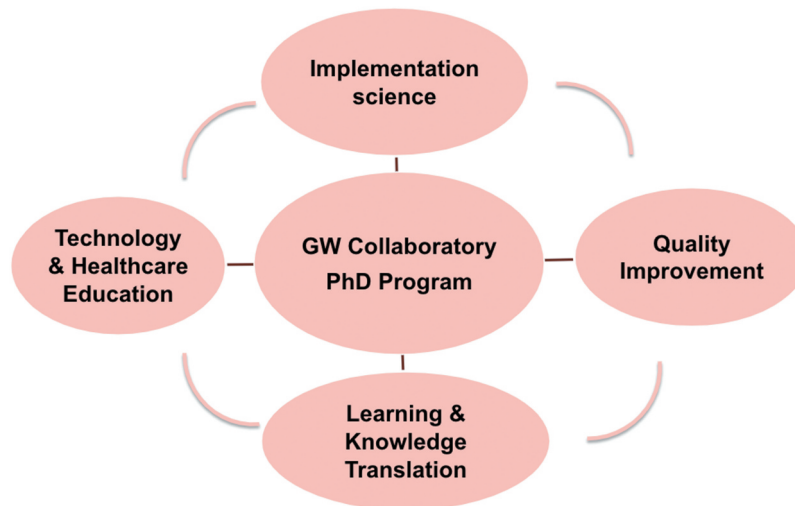 Implementation
science
Technology
& Healthcare
Education
GW Collaboratory
PhD Program
Quality
Improvement
Learning &
Knowledge
Translation